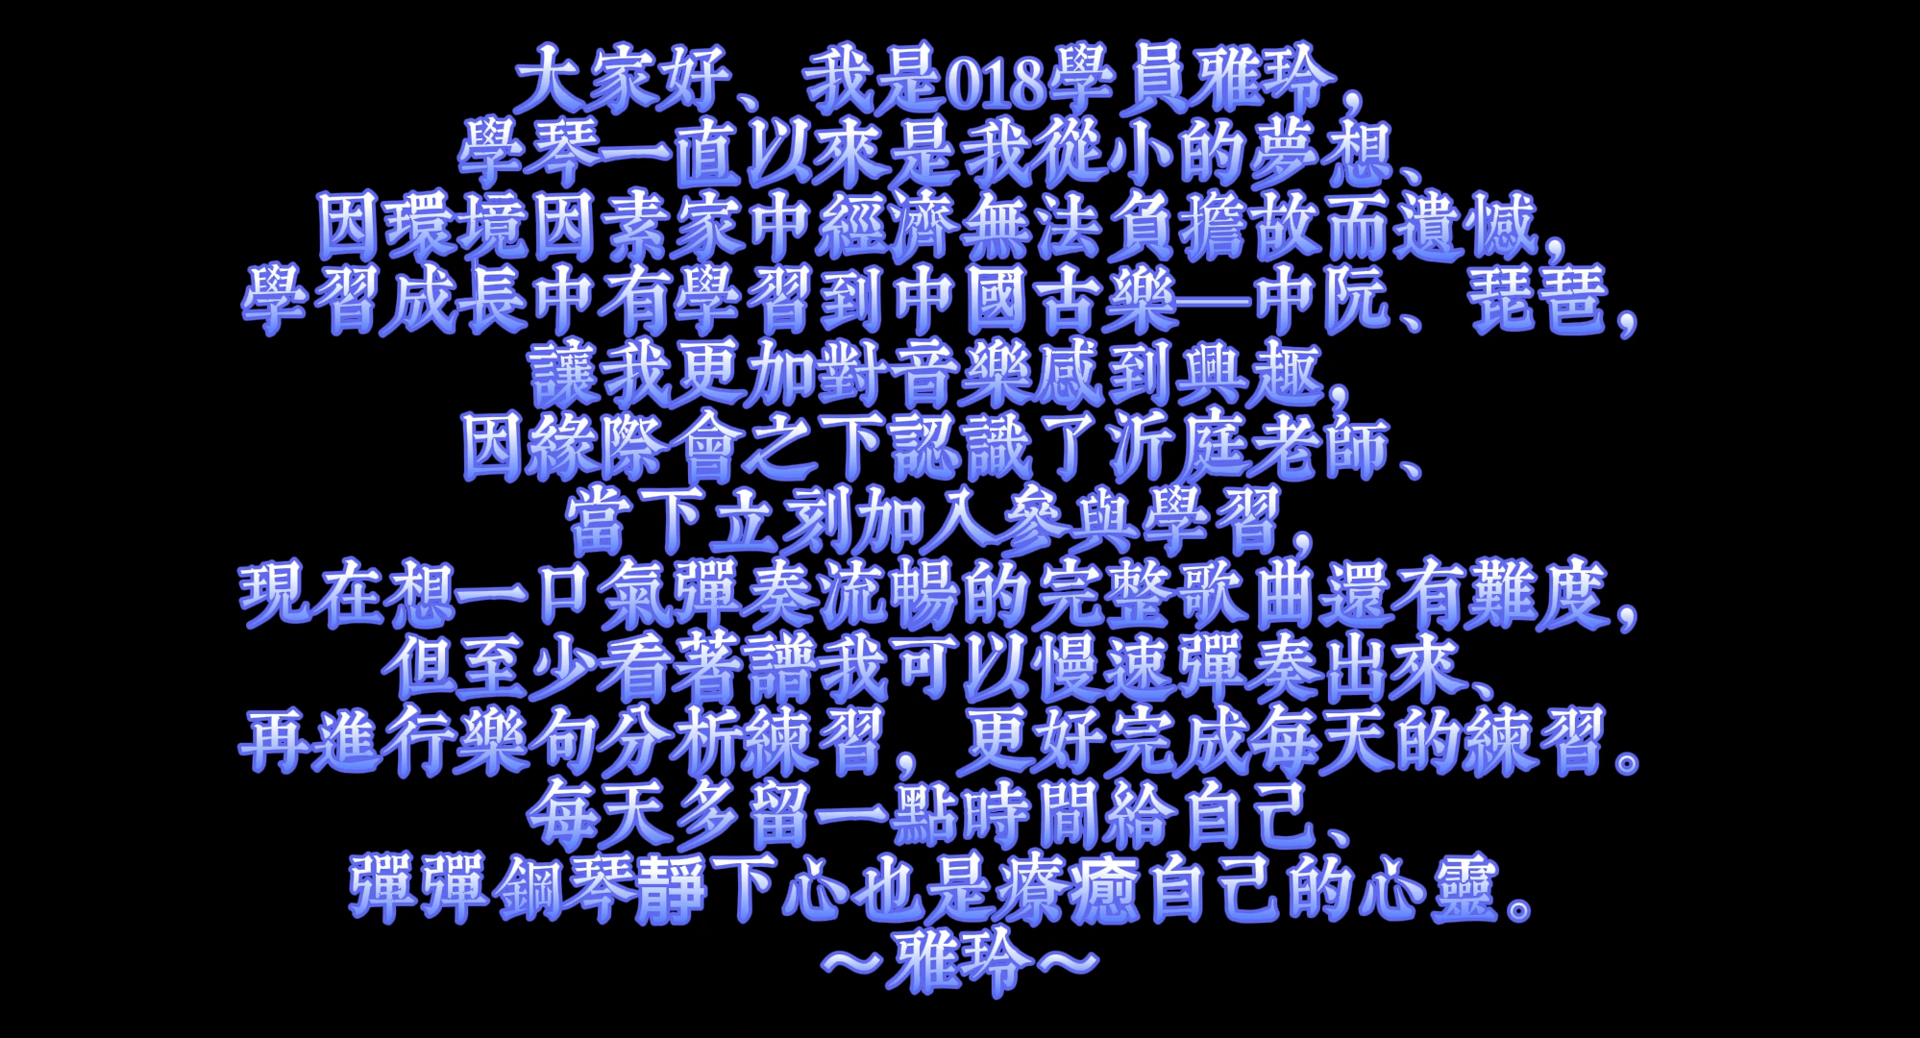 大家好、我是018學員雅玲，
學琴一直以來是我從小的夢想、
因環境因素家中經濟無法負擔故而遺憾，
學習成長中有學習到中國古樂—中阮、琵琶，
讓我更加對音樂感到興趣，
因緣際會之下認識了沂庭老師、
當下立刻加入參與學習，
現在想一口氣彈奏流暢的完整歌曲還有難度，
但至少看著譜我可以慢速彈奏出來、
再進行樂句分析練習，更好完成每天的練習。
每天多留一點時間給自己、
彈彈鋼琴靜下心也是療癒自己的心靈。
～雅玲～